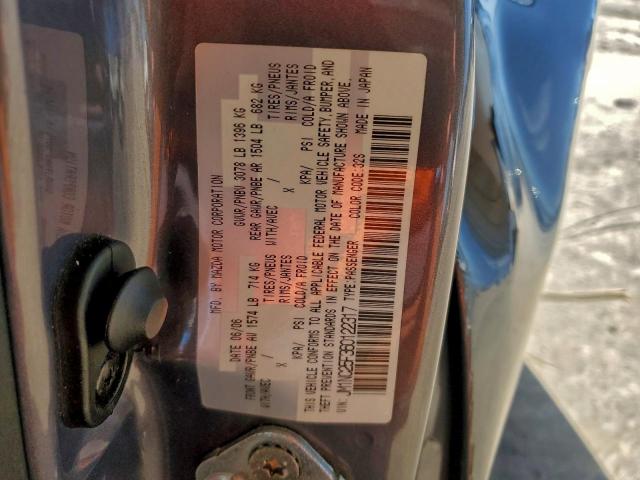 MFD. BY MAZDA MOTOR CORPORATION
DATE 06/06 GVWR/PNBV 3078 LB 1396 KG
FRONT GAWR/PNBE AV 1574 LB 714 KG REAR GAWR/PNBE AR 1504 LB 682 KG
TIRES/PNEUS TIRES/PNEUS
WITH/AVEC / RIMS/JANTES WITH/AVEC / RIMS/JANTES
X X
KPA/ PSI COLD/A FROID KPA/ PSI COLD/A FROID
THIS VEHICLE CONFORMS TO ALL APPLICABLE FEDERAL MOTOR VEHICLE SAFETY, BUMPER, AND
THEFT PREVENTION STANDARDS IN EFFECT ON THE DATE OF MANUFACTURE SHOWN ABOVE.
VIN: JM1NC25F360122317 TYPE:PASSENGER COLOR CODE:32S MADE IN JAPAN